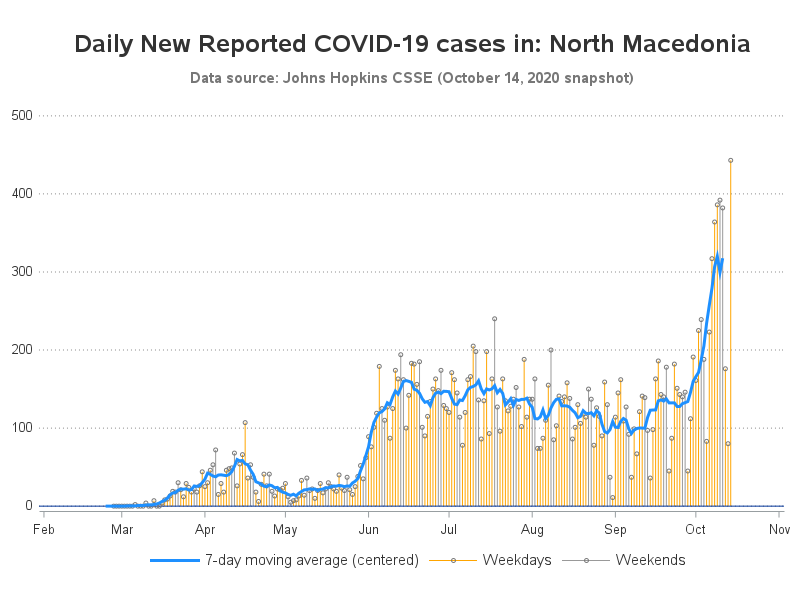 Daily New Reported COVID-19 cases in: North Macedonia
Data source: Johns Hopkins CSSE (October 14, 2020 snapshot)
500
400
300
200
100
0
Feb Mar Apr May Jun Jul Aug Sep Oct Nov
7-day moving average (centered) Weekdays Weekends